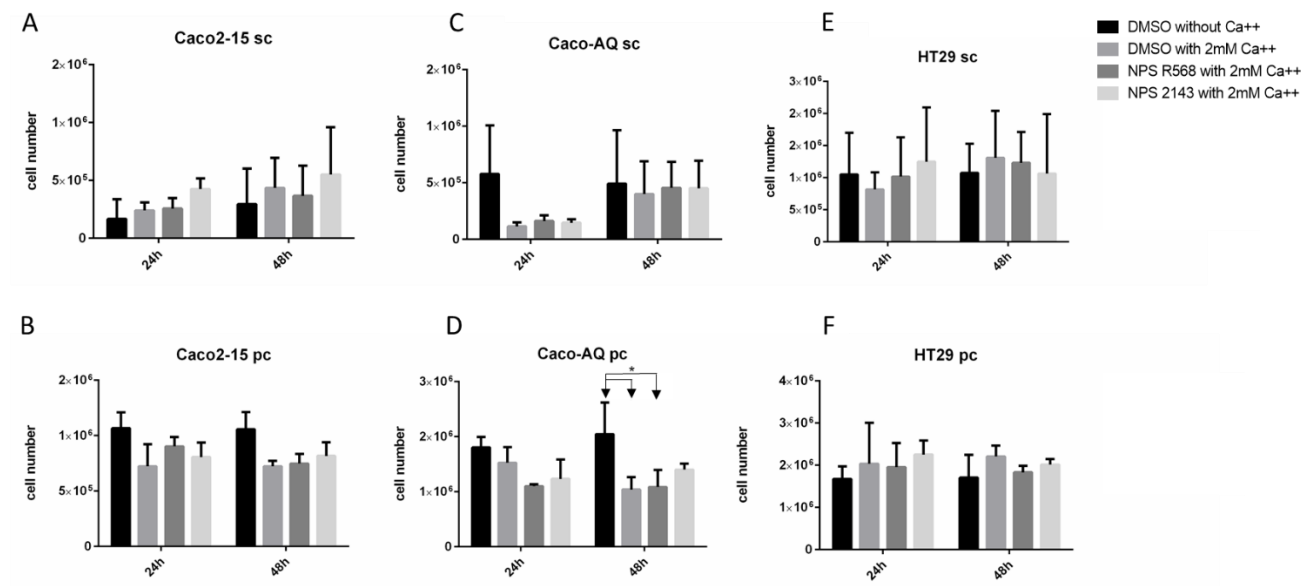 A
Caco2-15 sc
cell number
2×10⁶
1×10⁶
5×10⁵
0
24h
48h
C
Caco-AQ sc
cell number
2×10⁶
1×10⁶
5×10⁵
0
24h
48h
E
HT29 sc
cell number
3×10⁶
2×10⁶
1×10⁶
5×10⁵
0
24h
48h
DMSO without Ca++
DMSO with 2mM Ca++
NPS R568 with 2mM Ca++
NPS 2143 with 2mM Ca++
B
Caco2-15 pc
cell number
2×10⁶
1×10⁶
5×10⁵
0
24h
48h
D
Caco-AQ pc
cell number
3×10⁶
2×10⁶
1×10⁶
0
*
24h
48h
F
HT29 pc
cell number
4×10⁶
3×10⁶
2×10⁶
1×10⁶
0
24h
48h